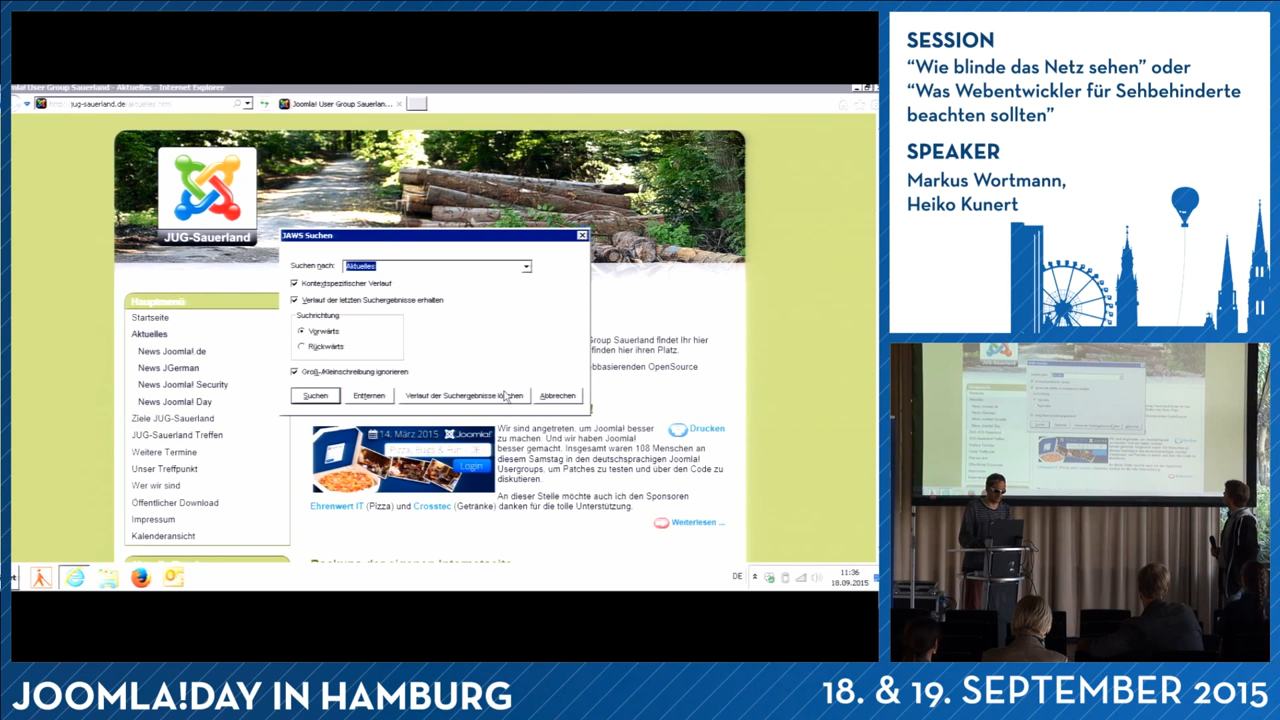 Joomla! User Group Sauerland - Aktuelles - Internet Explorer
jug-sauerland.de
Joomla! User Group Sauerlan...
JUG-Sauerland
JAWS Suchen
Suchen nach:
Aktuelles
Kontextspezifischer Verlauf
Verlauf der letzten Suchergebnisse erhalten
Suchrichtung
Vorwärts
Rückwärts
Groß-/Kleinschreibung ignorieren
Suchen
Entfernen
Verlauf der Suchergebnisse löschen
Abbrechen
Hauptmenü
Startseite
Aktuelles
News Joomla! de
News JGerman
News Joomla! Security
News Joomla! Day
Ziele JUG-Sauerland
JUG-Sauerland Treffen
Weitere Termine
Unser Treffpunkt
Wer wir sind
Öffentlicher Download
Impressum
Kalenderansicht
Group Sauerland findet Ihr hier
finden hier ihren Platz.
ebbasierenden OpenSource
14. März 2015 Joomla!
Pizza, Bugs & Fun DE
Login
Wir sind angetreten, um Joomla! besser
zu machen. Und wir haben Joomla!
besser gemacht. Insgesamt waren 108 Menschen an
diesem Samstag in den deutschsprachigen Joomla!
Usergroups, um Patches zu testen und über den Code zu
diskutieren.
Drucken
An dieser Stelle möchte auch ich den Sponsoren
Ehrenwert IT (Pizza) und Crosstec (Getränke) danken für die tolle Unterstützung.
Weiterlesen ...
DE
11:36
18.09.2015
SESSION
“Wie blinde das Netz sehen” oder
“Was Webentwickler für Sehbehinderte
beachten sollten”
SPEAKER
Markus Wortmann,
Heiko Kunert
JOOMLA!DAY IN HAMBURG
18. & 19. SEPTEMBER 2015